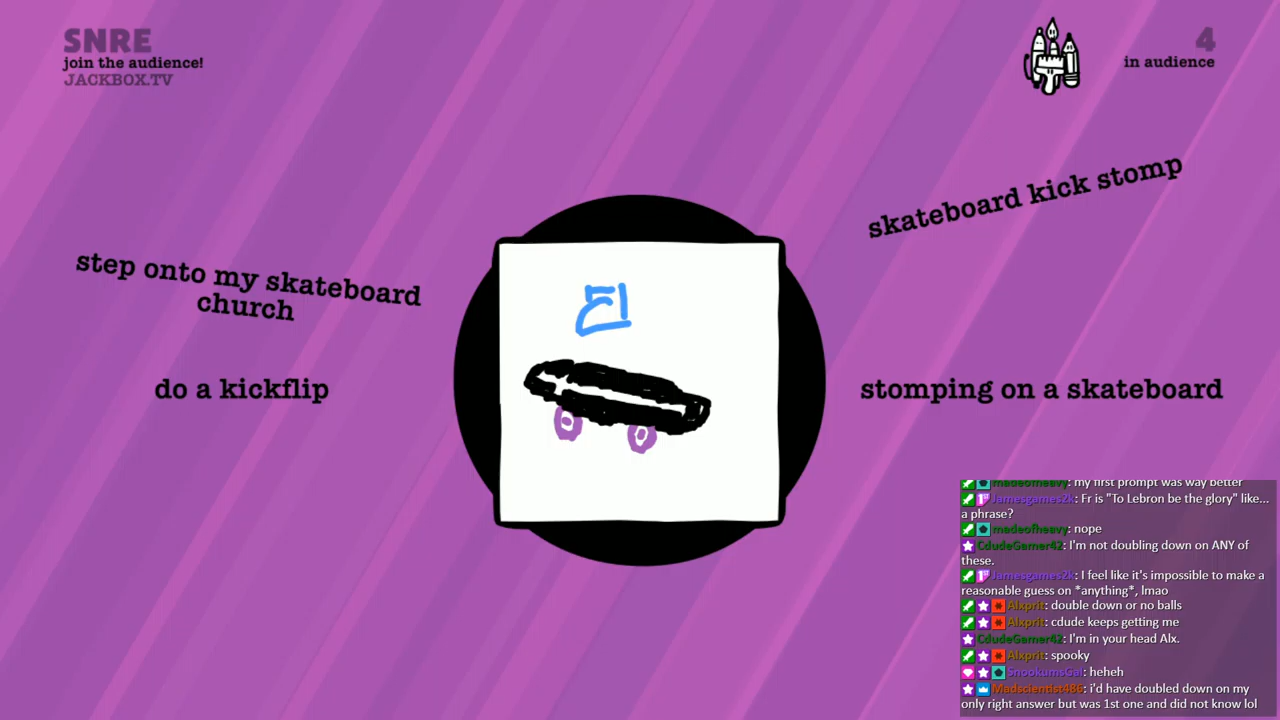 SNRE
join the audience!
JACKBOX.TV
4
in audience
skateboard kick stomp
step onto my skateboard
church
do a kickflip
stomping on a skateboard
madeofheavy: my first prompt was way better
Jamesgames2k: Fr is "To Lebron be the glory" like...
a phrase?
madeofheavy: nope
CdudeGamer42: I'm not doubling down on ANY of
these.
Jamesgames2k: I feel like it's impossible to make a
reasonable guess on *anything*, lmao
Alxprit: double down or no balls
Alxprit: cdude keeps getting me
CdudeGamer42: I'm in your head Alx.
Alxprit: spooky
SnookumsGal: heheh
Madscientist486: i'd have doubled down on my
only right answer but was 1st one and did not know lol